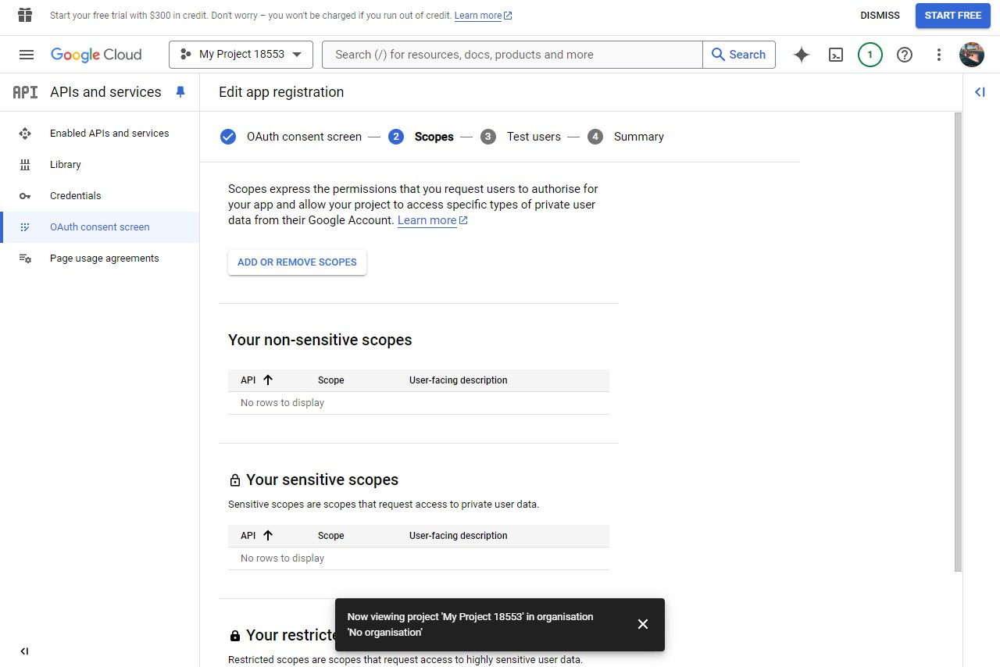 Start your free trial with $300 in credit. Don't worry – you won't be charged if you run out of credit. Learn more
DISMISS
START FREE
Google Cloud
My Project 18553
Search (/) for resources, docs, products and more
Search
1
API
APIs and services
Edit app registration
Enabled APIs and services
Library
Credentials
OAuth consent screen
Page usage agreements
OAuth consent screen
2
Scopes
3
Test users
4
Summary
Scopes express the permissions that you request users to authorise for
your app and allow your project to access specific types of private user
data from their Google Account. Learn more
ADD OR REMOVE SCOPES
Your non-sensitive scopes
API
Scope
User-facing description
No rows to display
Your sensitive scopes
Sensitive scopes are scopes that request access to private user data.
API
Scope
User-facing description
No rows to display
Now viewing project 'My Project 18553' in organisation
'No organisation'
Your restricte
Restricted scopes are scopes that request access to highly sensitive user data.